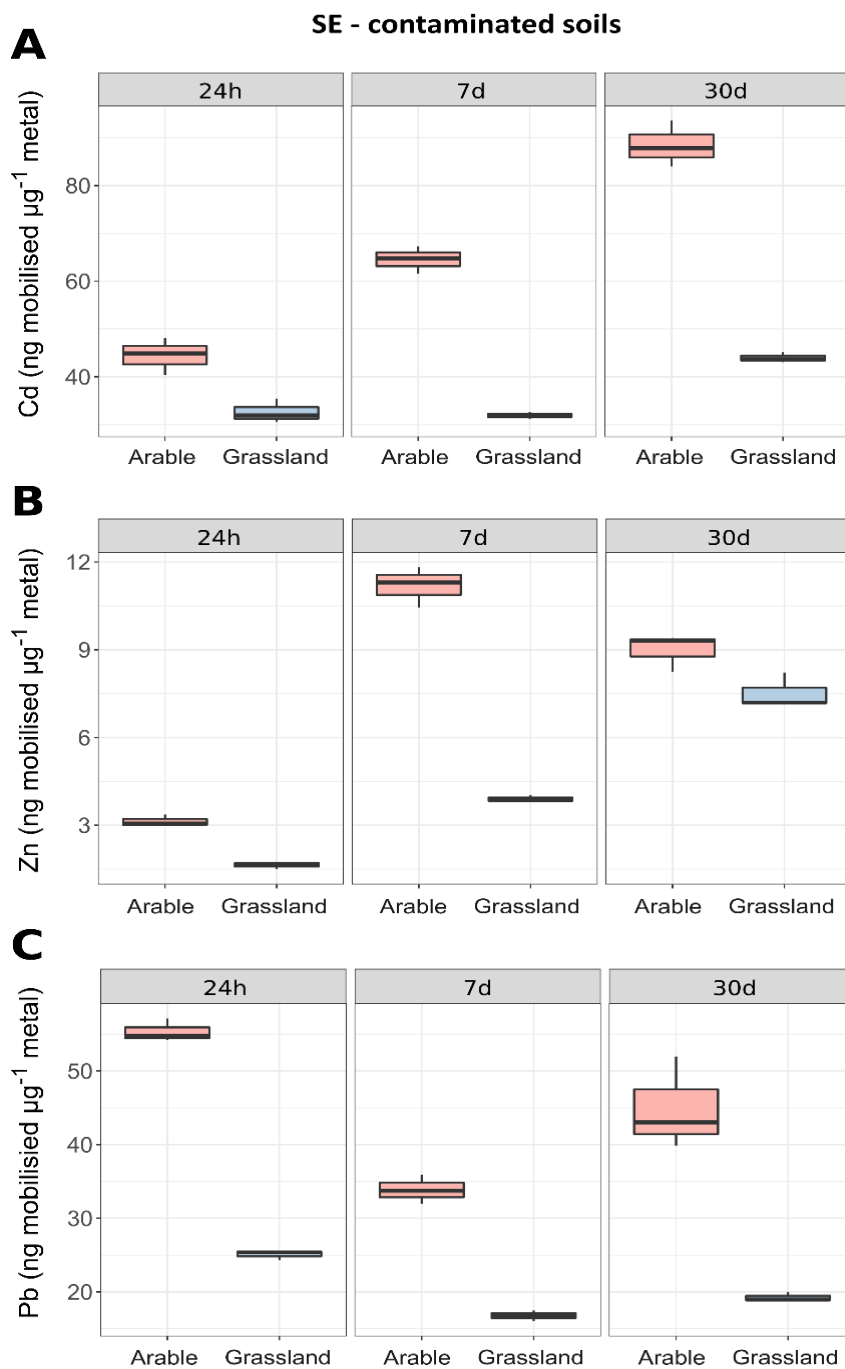 SE - contaminated soils
A
24h 7d 30d
Cd (ng mobilised µg⁻¹ metal)
80
60
40
Arable Grassland Arable Grassland Arable Grassland
B
24h 7d 30d
Zn (ng mobilised µg⁻¹ metal)
12
9
6
3
Arable Grassland Arable Grassland Arable Grassland
C
24h 7d 30d
Pb (ng mobilisied µg⁻¹ metal)
50
40
30
20
Arable Grassland Arable Grassland Arable Grassland